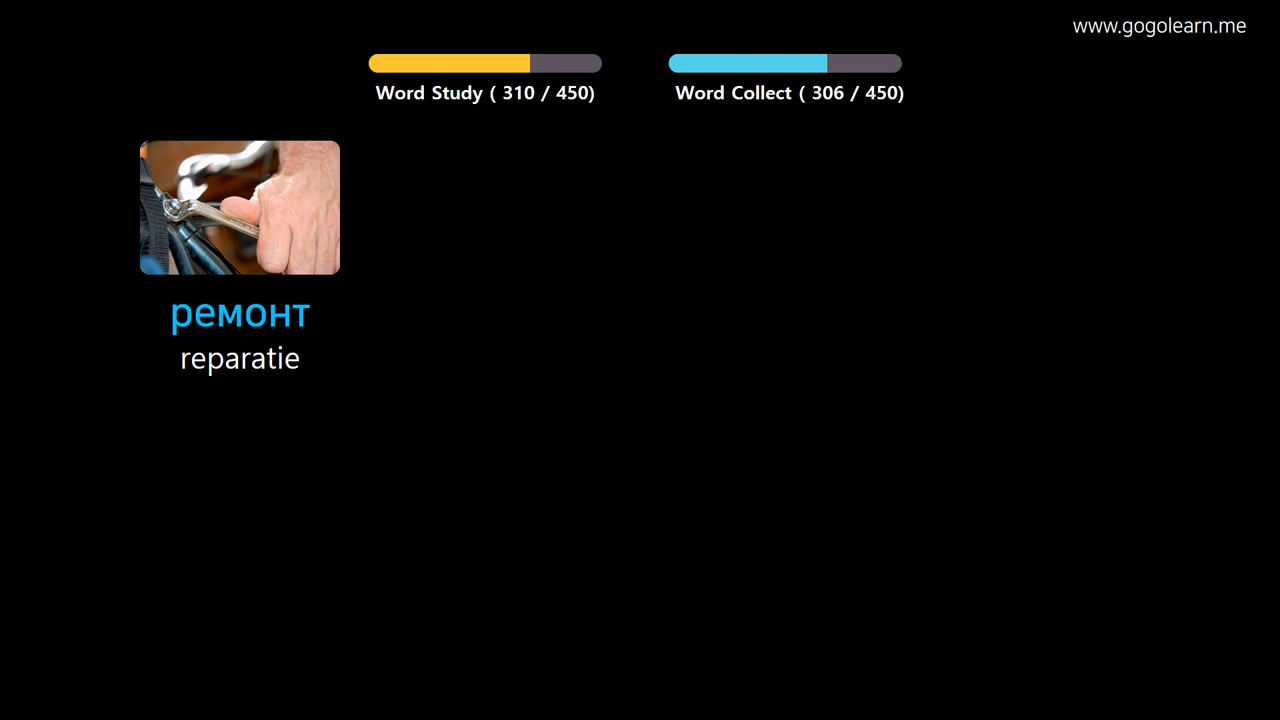 www.gogolearn.me
Word Study ( 310 / 450)
Word Collect ( 306 / 450)
ремонт
reparatie